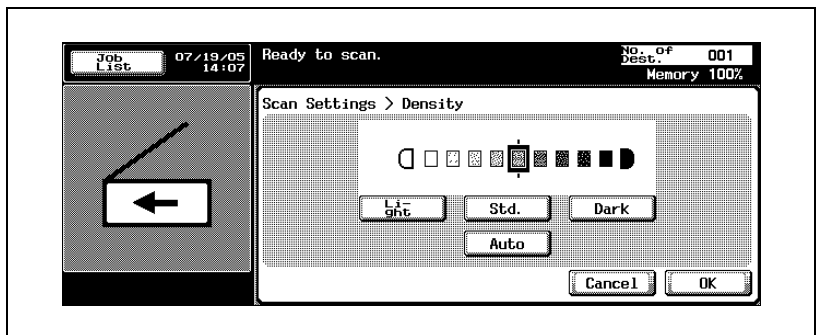 Job
List
07/19/05
14:07
Ready to scan.
No. of
Dest.
001
Memory 100%
Scan Settings > Density
Li-
ght
Std.
Dark
Auto
Cancel
OK